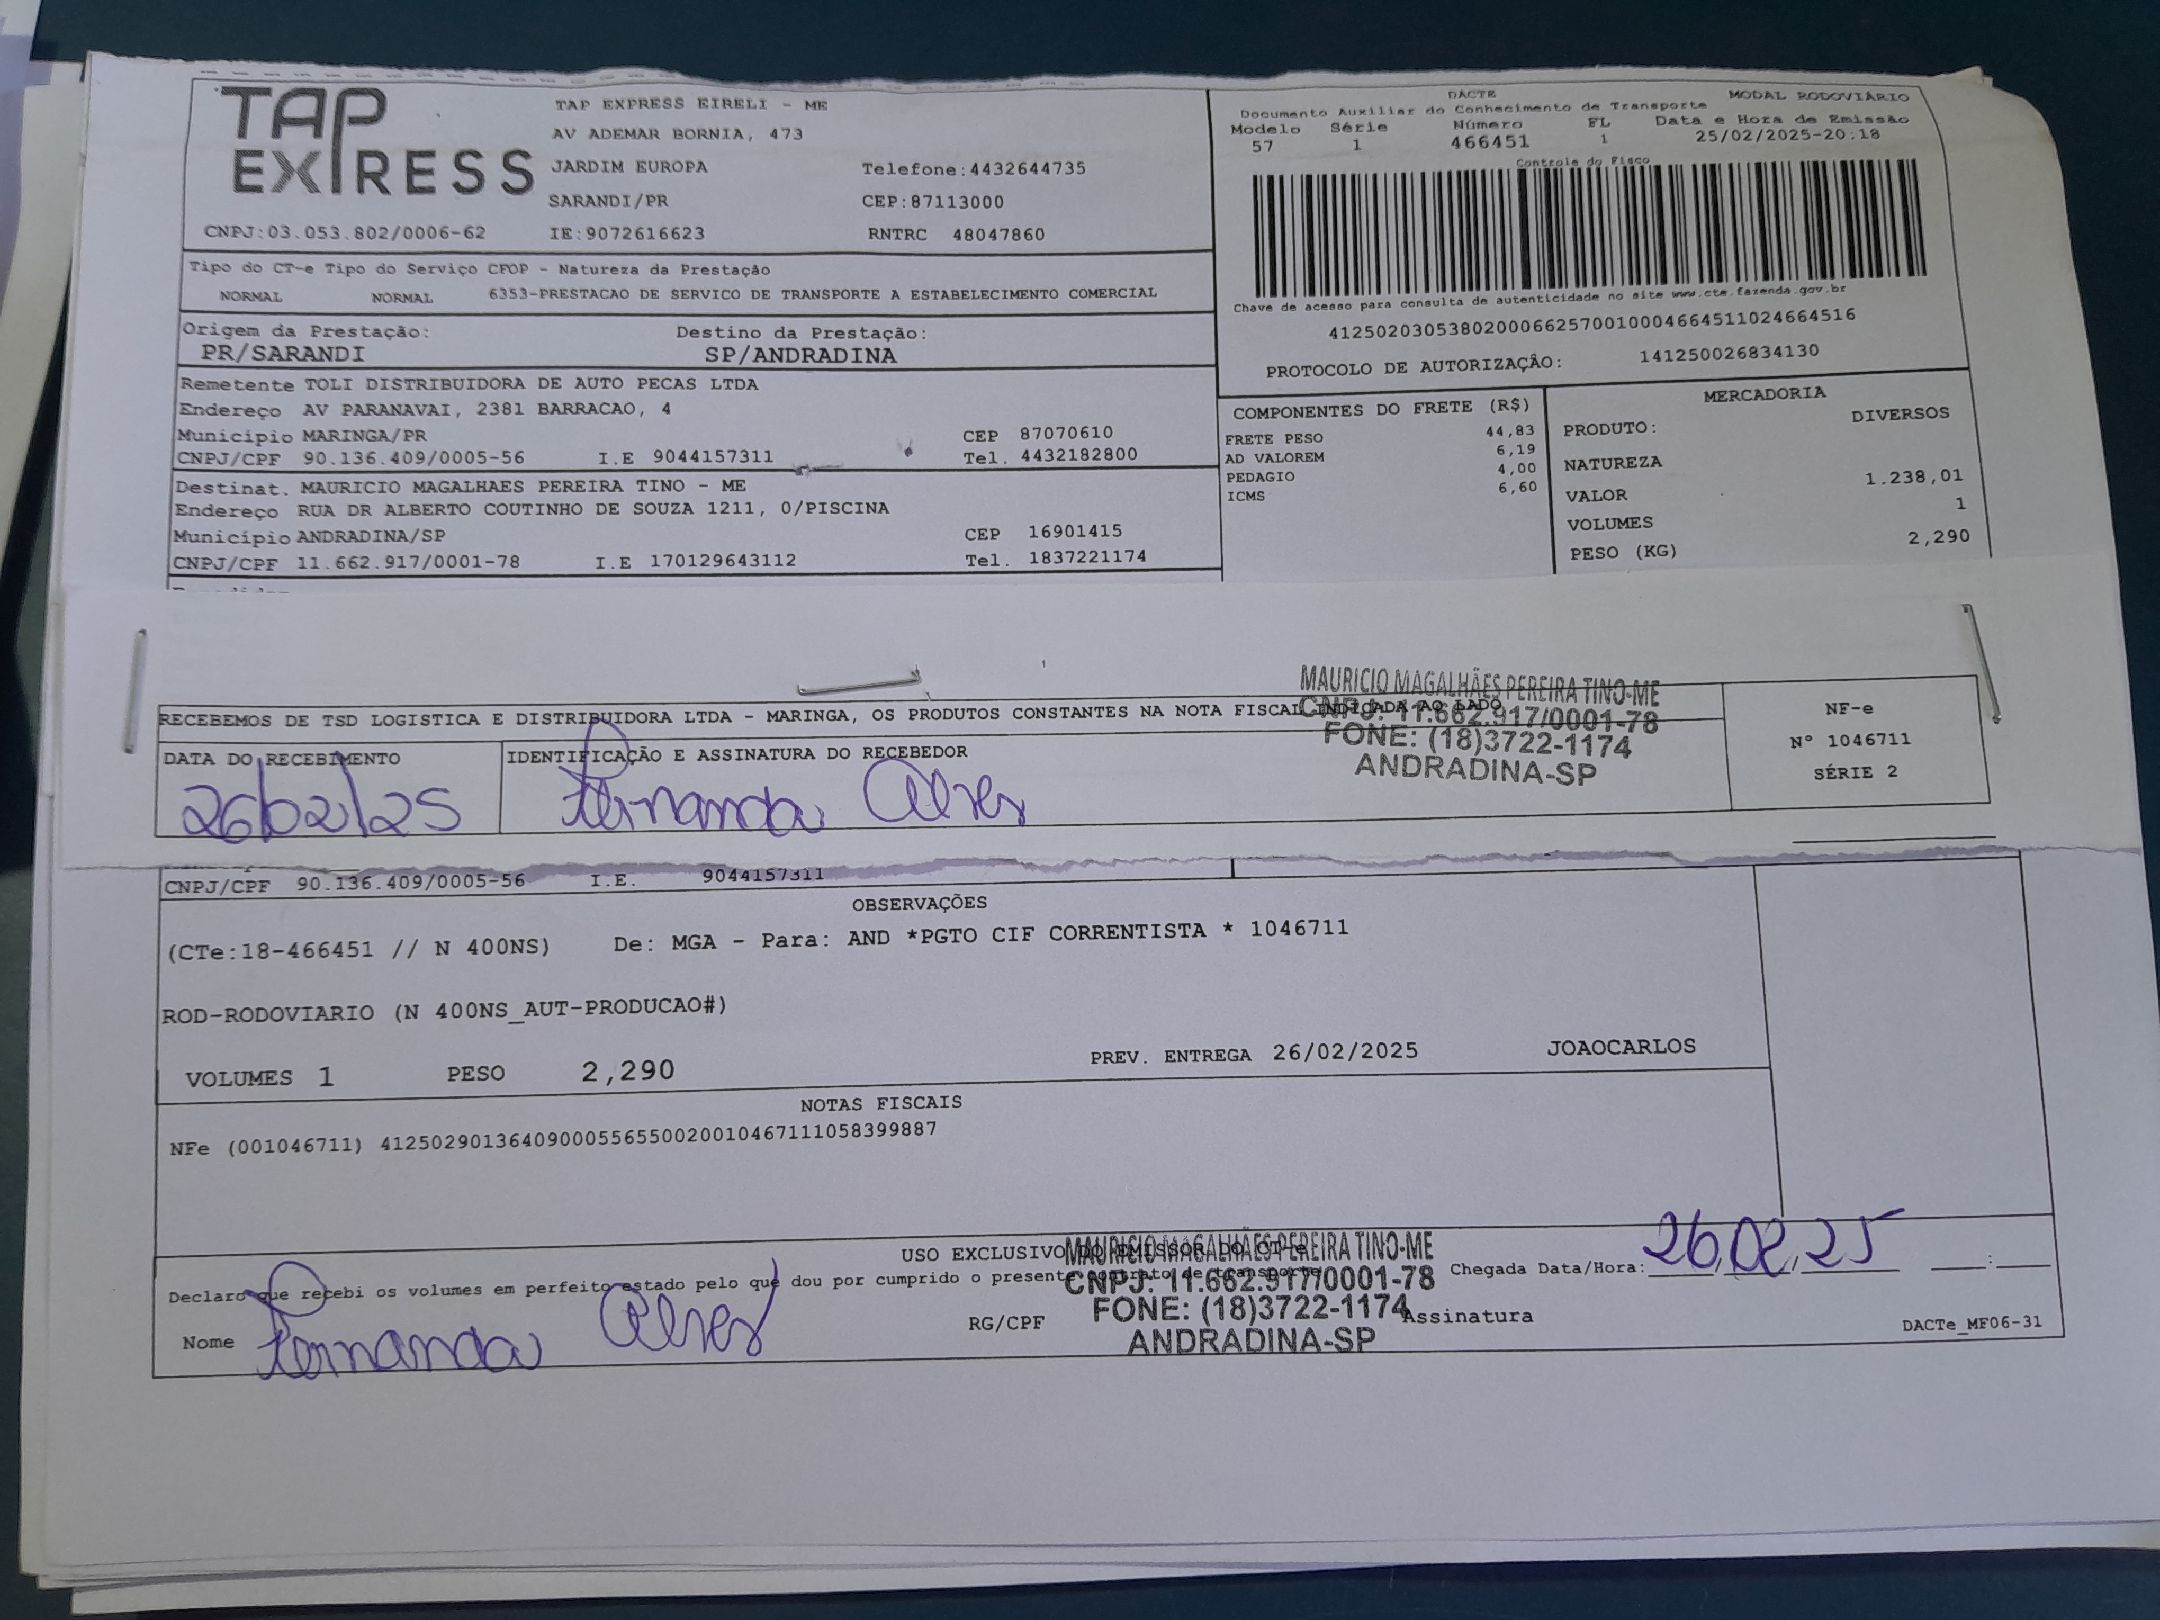 TAP EXPRESS
TAP EXPRESS EIRELI - ME
AV ADEMAR BORNIA, 473
JARDIM EUROPA Telefone:4432644735
SARANDI/PR CEP:87113000
CNPJ:03.053.802/0006-62 IE:9072616623 RNTRC 48047860
DACTE MODAL RODOVIÁRIO
Documento Auxiliar do Conhecimento de Transporte
Modelo Série Número FL Data e Hora de Emissão
57 1 466451 1 25/02/2025-20:18
Controle do Fisco
Chave de acesso para consulta de autenticidade no site www.cte.fazenda.gov.br
41250203053802000662570010004664511024664516
PROTOCOLO DE AUTORIZAÇÃO: 141250026834130
Tipo do CT-e Tipo do Serviço CFOP - Natureza da Prestação
NORMAL NORMAL 6353-PRESTACAO DE SERVICO DE TRANSPORTE A ESTABELECIMENTO COMERCIAL
Origem da Prestação: Destino da Prestação:
PR/SARANDI SP/ANDRADINA
Remetente TOLI DISTRIBUIDORA DE AUTO PECAS LTDA
Endereço AV PARANAVAI, 2381 BARRACAO, 4
Município MARINGA/PR CEP 87070610
CNPJ/CPF 90.136.409/0005-56 I.E 9044157311 Tel. 4432182800
Destinat. MAURICIO MAGALHAES PEREIRA TINO - ME
Endereço RUA DR ALBERTO COUTINHO DE SOUZA 1211, 0/PISCINA
Município ANDRADINA/SP CEP 16901415
CNPJ/CPF 11.662.917/0001-78 I.E 170129643112 Tel. 1837221174
COMPONENTES DO FRETE (R$)
FRETE PESO 44,83
AD VALOREM 6,19
PEDAGIO 4,00
ICMS 6,60
MERCADORIA
PRODUTO: DIVERSOS
NATUREZA
VALOR 1.238,01
VOLUMES 1
PESO (KG) 2,290
RECEBEMOS DE TSD LOGISTICA E DISTRIBUIDORA LTDA - MARINGA, OS PRODUTOS CONSTANTES NA NOTA FISCAL INDICADA AO LADO
MAURICIO MAGALHÃES PEREIRA TINO-ME
CNPJ: 11.662.917/0001-78
FONE: (18)3722-1174
ANDRADINA-SP
NF-e
Nº 1046711
SÉRIE 2
DATA DO RECEBIMENTO IDENTIFICAÇÃO E ASSINATURA DO RECEBEDOR
26/02/25 Fernanda Alves
CNPJ/CPF 90.136.409/0005-56 I.E. 9044157311
OBSERVAÇÕES
(CTe:18-466451 // N 400NS) De: MGA - Para: AND *PGTO CIF CORRENTISTA * 1046711
ROD-RODOVIARIO (N 400NS_AUT-PRODUCAO#)
VOLUMES 1 PESO 2,290 PREV. ENTREGA 26/02/2025 JOAOCARLOS
NOTAS FISCAIS
NFe (001046711) 41250290136409000556550020010467111058399887
USO EXCLUSIVO DO EMISSOR DO CT-e
Declaro que recebi os volumes em perfeito estado pelo que dou por cumprido o presente contrato de transporte
Chegada Data/Hora: 26/02/25
MAURICIO MAGALHÃES PEREIRA TINO-ME
CNPJ: 11.662.917/0001-78
FONE: (18)3722-1174
ANDRADINA-SP
Nome Fernanda Alves RG/CPF Assinatura
DACTe_MF06-31